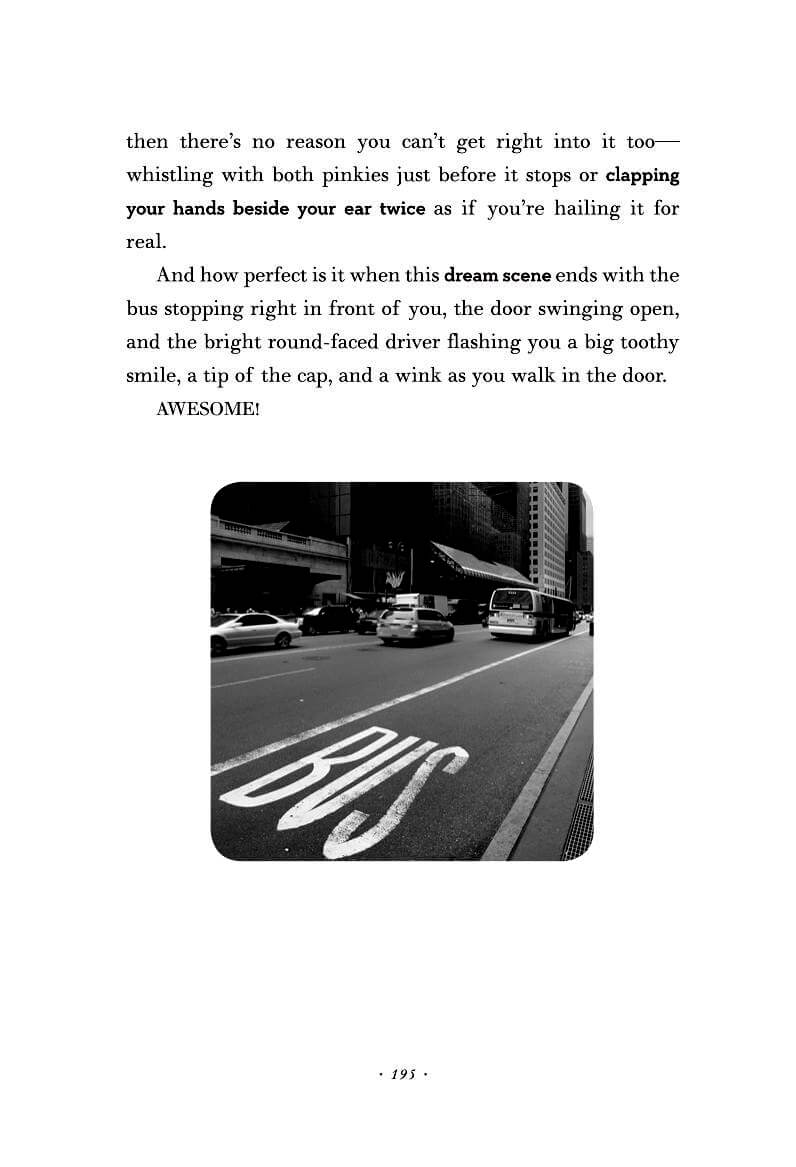 then there’s no reason you can’t get right into it too—
whistling with both pinkies just before it stops or clapping
your hands beside your ear twice as if you’re hailing it for
real.
And how perfect is it when this dream scene ends with the
bus stopping right in front of you, the door swinging open,
and the bright round-faced driver flashing you a big toothy
smile, a tip of the cap, and a wink as you walk in the door.
AWESOME!
BUS
· 195 ·